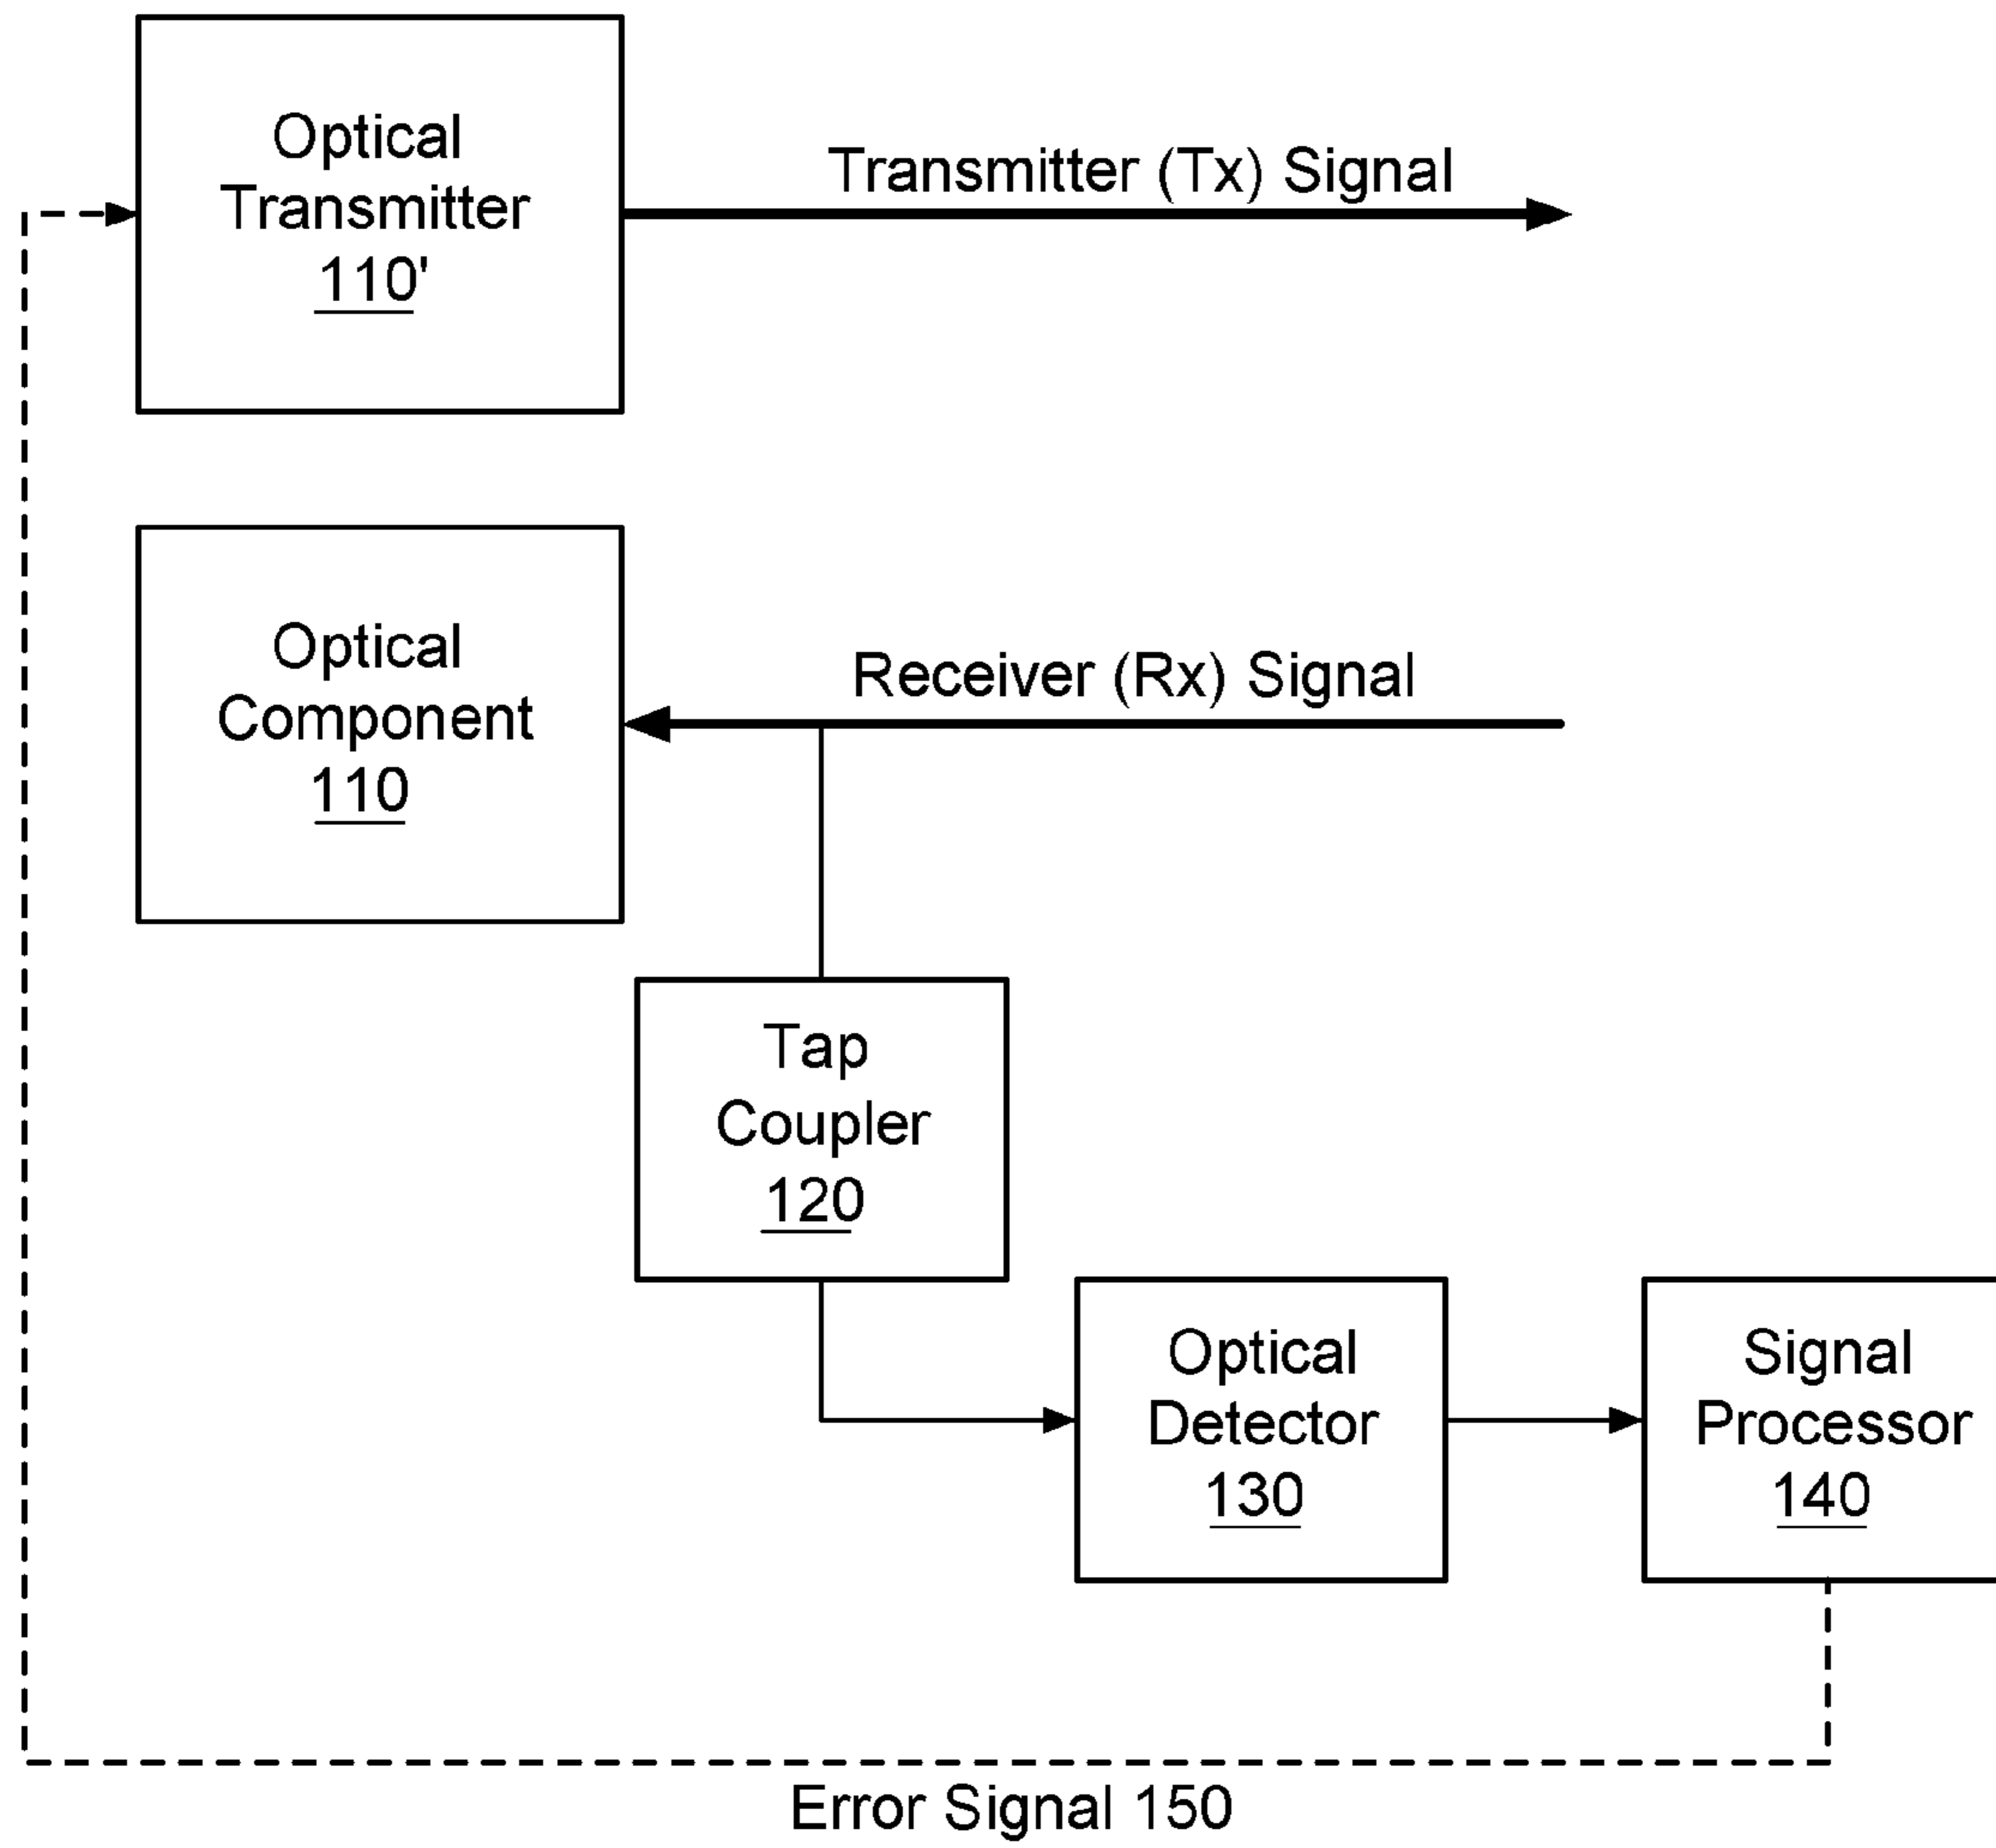 Optical
Transmitter
110'
Transmitter (Tx) Signal
Optical
Component
110
Receiver (Rx) Signal
Tap
Coupler
120
Optical
Detector
130
Signal
Processor
140
Error Signal 150